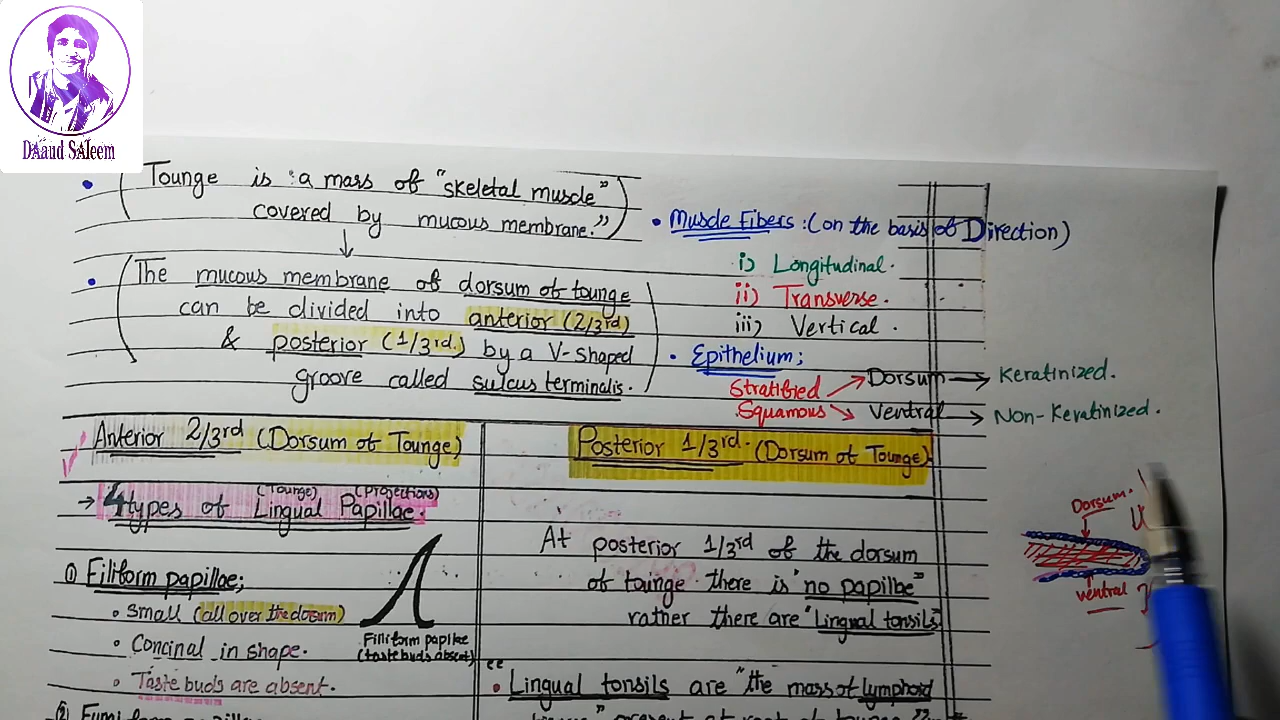 DAaud SAleem
• (Tounge is a mass of "skeletal muscle"
covered by mucous membrane.")
• (The mucous membrane of dorsum of tounge
can be divided into anterior (2/3rd)
& posterior (1/3rd.) by a V-shaped
groove called sulcus terminalis.)
• Muscle Fibers: (on the basis of Direction)
i) Longitudinal.
ii) Transverse.
iii) Vertical.
• Epithelium;
Stratified Squamous
Dorsum → Keratinized.
Ventral → Non-Keratinized.
Anterior 2/3rd (Dorsum of Tounge)
→ 4 types of Lingual Papillae.
(Tounge) (Projections)
① Filiform papillae;
• Small (all over the dorsum)
• Concinal in shape.
• Taste buds are absent.
Filliform papilae
(taste buds absent)
Posterior 1/3rd. (Dorsum of Tounge).
At posterior 1/3rd of the dorsum
of tounge there is "no papillae"
rather there are "Lingual tonsils"
• Lingual tonsils are "the mass of lymphoid
Dorsum.
ventral